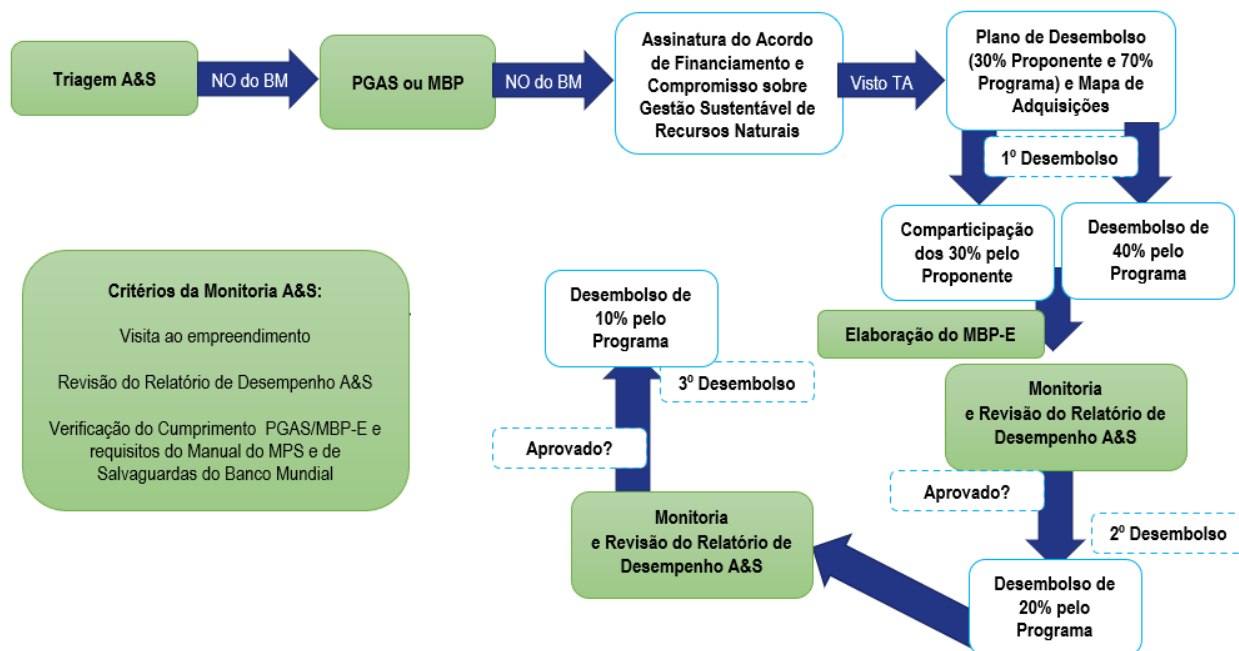 Triagem A&S
NO do BM
PGAS ou MBP
NO do BM
Assinatura do Acordo
de Financiamento e
Compromisso sobre
Gestão Sustentável de
Recursos Naturais
Visto TA
Plano de Desembolso
(30% Proponente e 70%
Programa) e Mapa de
Adquisições
1º Desembolso
Comparticipação
dos 30% pelo
Proponente
Desembolso de
40% pelo
Programa
Elaboração do MBP-E
Monitoria
e Revisão do Relatório de
Desempenho A&S
Aprovado?
2º Desembolso
Desembolso de
20% pelo
Programa
Monitoria
e Revisão do Relatório de
Desempenho A&S
Aprovado?
3º Desembolso
Desembolso de
10% pelo
Programa
Critérios da Monitoria A&S:
Visita ao empreendimento
Revisão do Relatório de Desempenho A&S
Verificação do Cumprimento PGAS/MBP-E e
requisitos do Manual do MPS e de
Salvaguardas do Banco Mundial